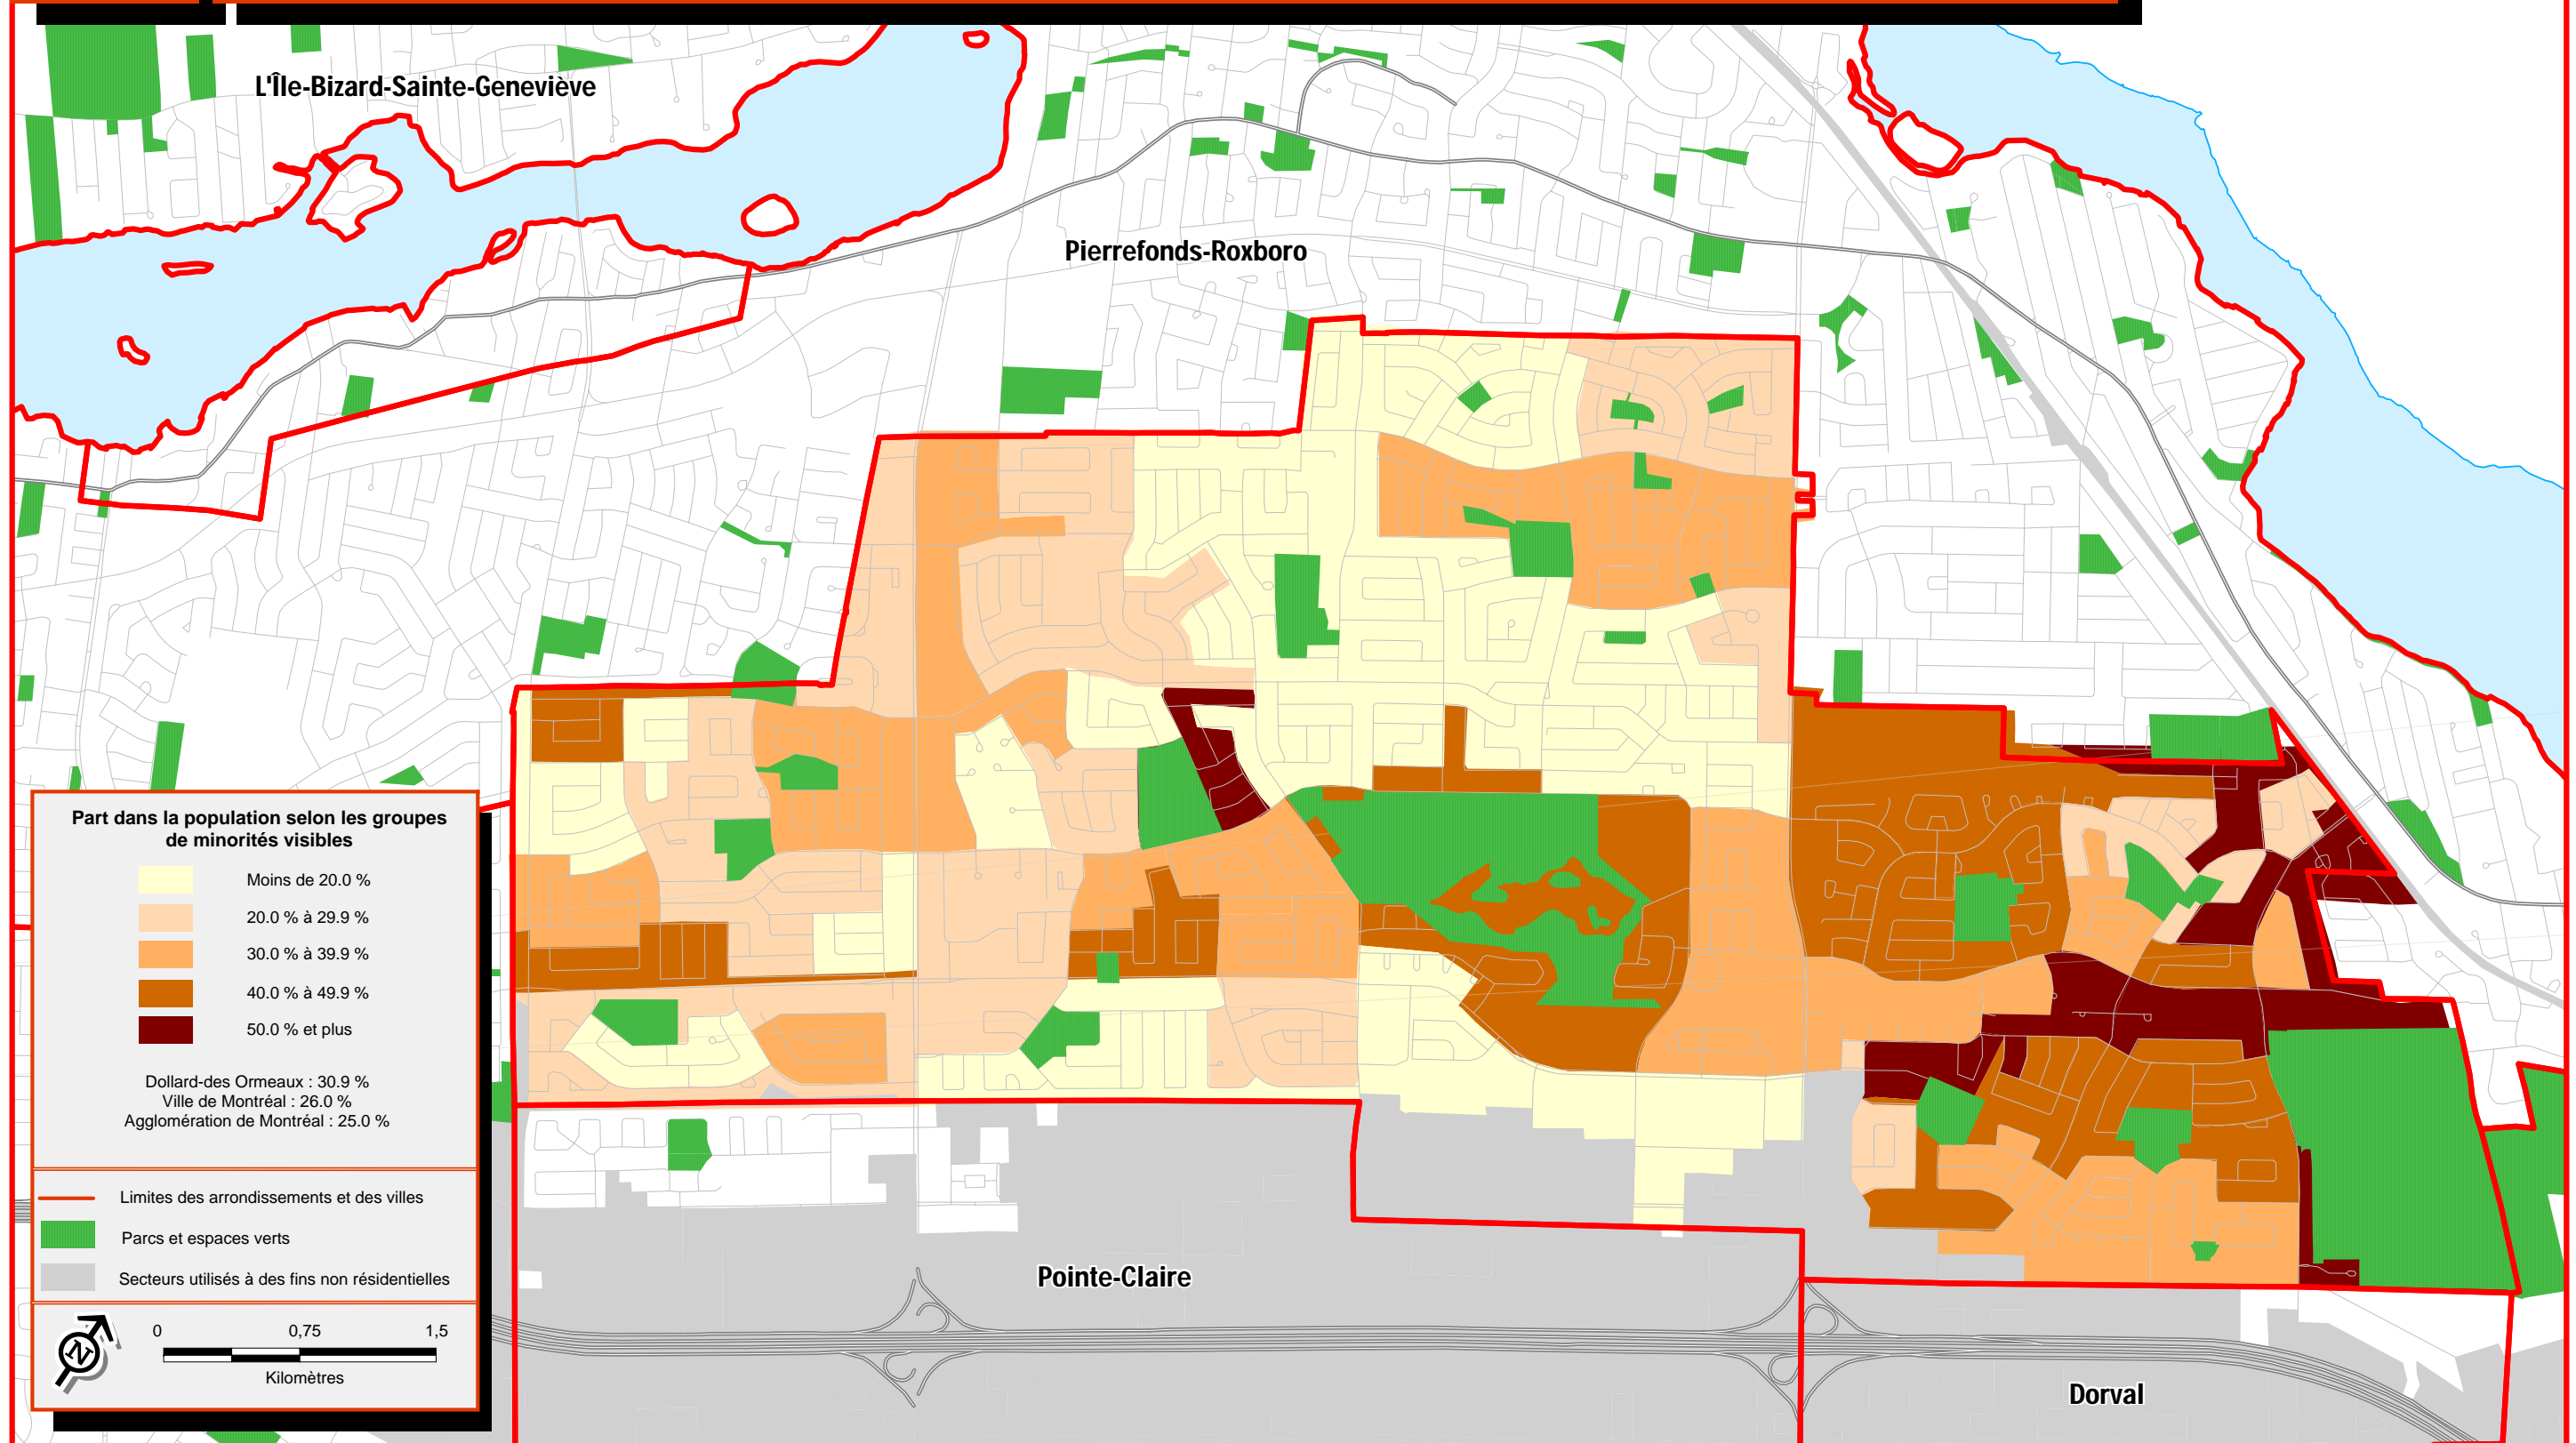 L'Île-Bizard-Sainte-Geneviève
Pierrefonds-Roxboro
Part dans la population selon les groupes
de minorités visibles
Moins de 20.0 %
20.0 % à 29.9 %
30.0 % à 39.9 %
40.0 % à 49.9 %
50.0 % et plus
Dollard-des Ormeaux : 30.9 %
Ville de Montréal : 26.0 %
Agglomération de Montréal : 25.0 %
Limites des arrondissements et des villes
Parcs et espaces verts
Secteurs utilisés à des fins non résidentielles
N
0 0,75 1,5
Kilomètres
Pointe-Claire
Dorval